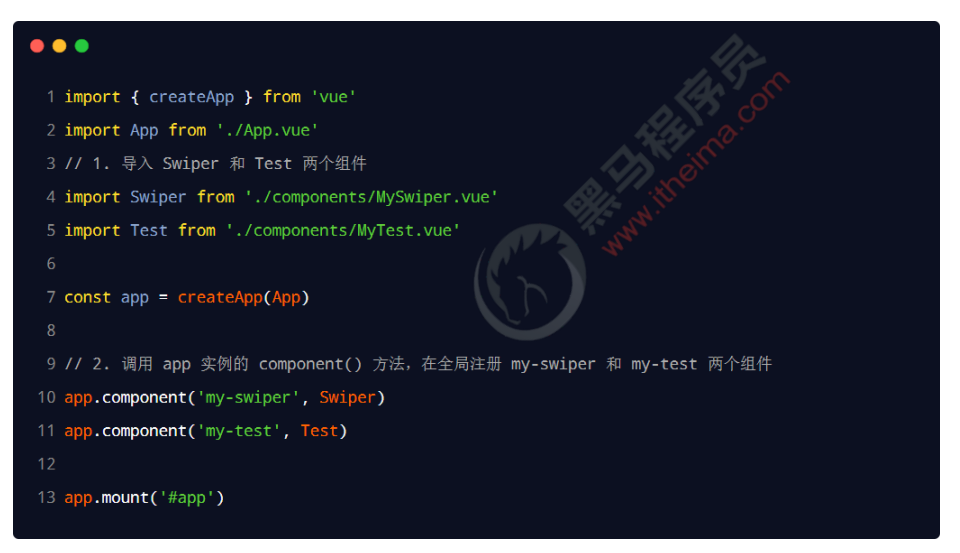 1 import { createApp } from 'vue'
2 import App from './App.vue'
3 // 1. 导入 Swiper 和 Test 两个组件
4 import Swiper from './components/MySwiper.vue'
5 import Test from './components/MyTest.vue'
6
7 const app = createApp(App)
8
9 // 2. 调用 app 实例的 component() 方法，在全局注册 my-swiper 和 my-test 两个组件
10 app.component('my-swiper', Swiper)
11 app.component('my-test', Test)
12
13 app.mount('#app')
黑马程序员
www.itheima.com